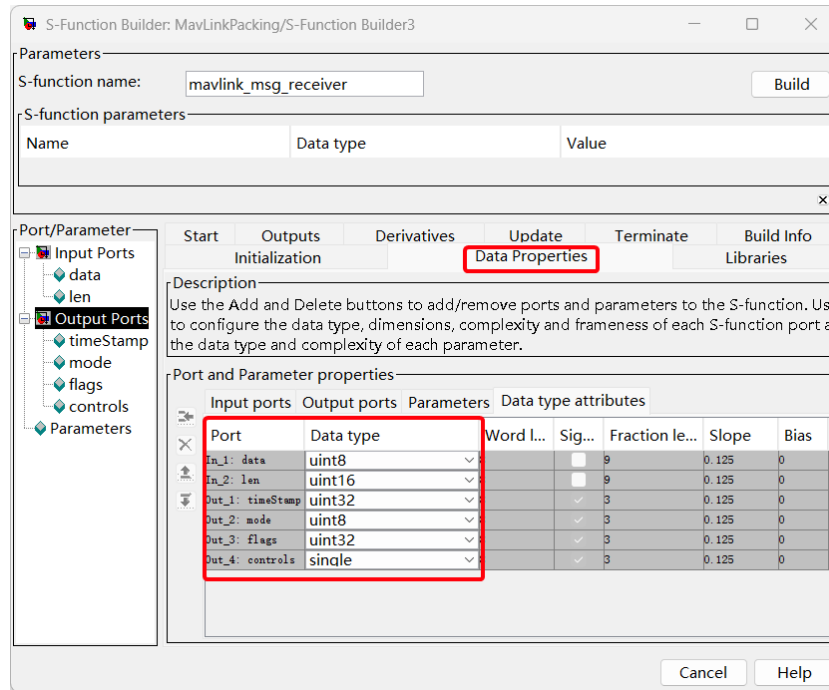 S-Function Builder: MavLinkPacking/S-Function Builder3
Parameters
S-function name: mavlink_msg_receiver Build
S-function parameters
Name Data type Value
Port/Parameter
Input Ports
data
len
Output Ports
timeStamp
mode
flags
controls
Parameters
Start Outputs Derivatives Update Terminate Build Info
Initialization Data Properties Libraries
Description
Use the Add and Delete buttons to add/remove ports and parameters to the S-function. Us
to configure the data type, dimensions, complexity and frameness of each S-function port a
the data type and complexity of each parameter.
Port and Parameter properties
Input ports Output ports Parameters Data type attributes
Port Data type Word l... Sig... Fraction le... Slope Bias
In_1: data uint8 9 0.125 0
In_2: len uint16 9 0.125 0
Out_1: timeStamp uint32 3 0.125 0
Out_2: mode uint8 3 0.125 0
Out_3: flags uint32 3 0.125 0
Out_4: controls single 3 0.125 0
Cancel Help